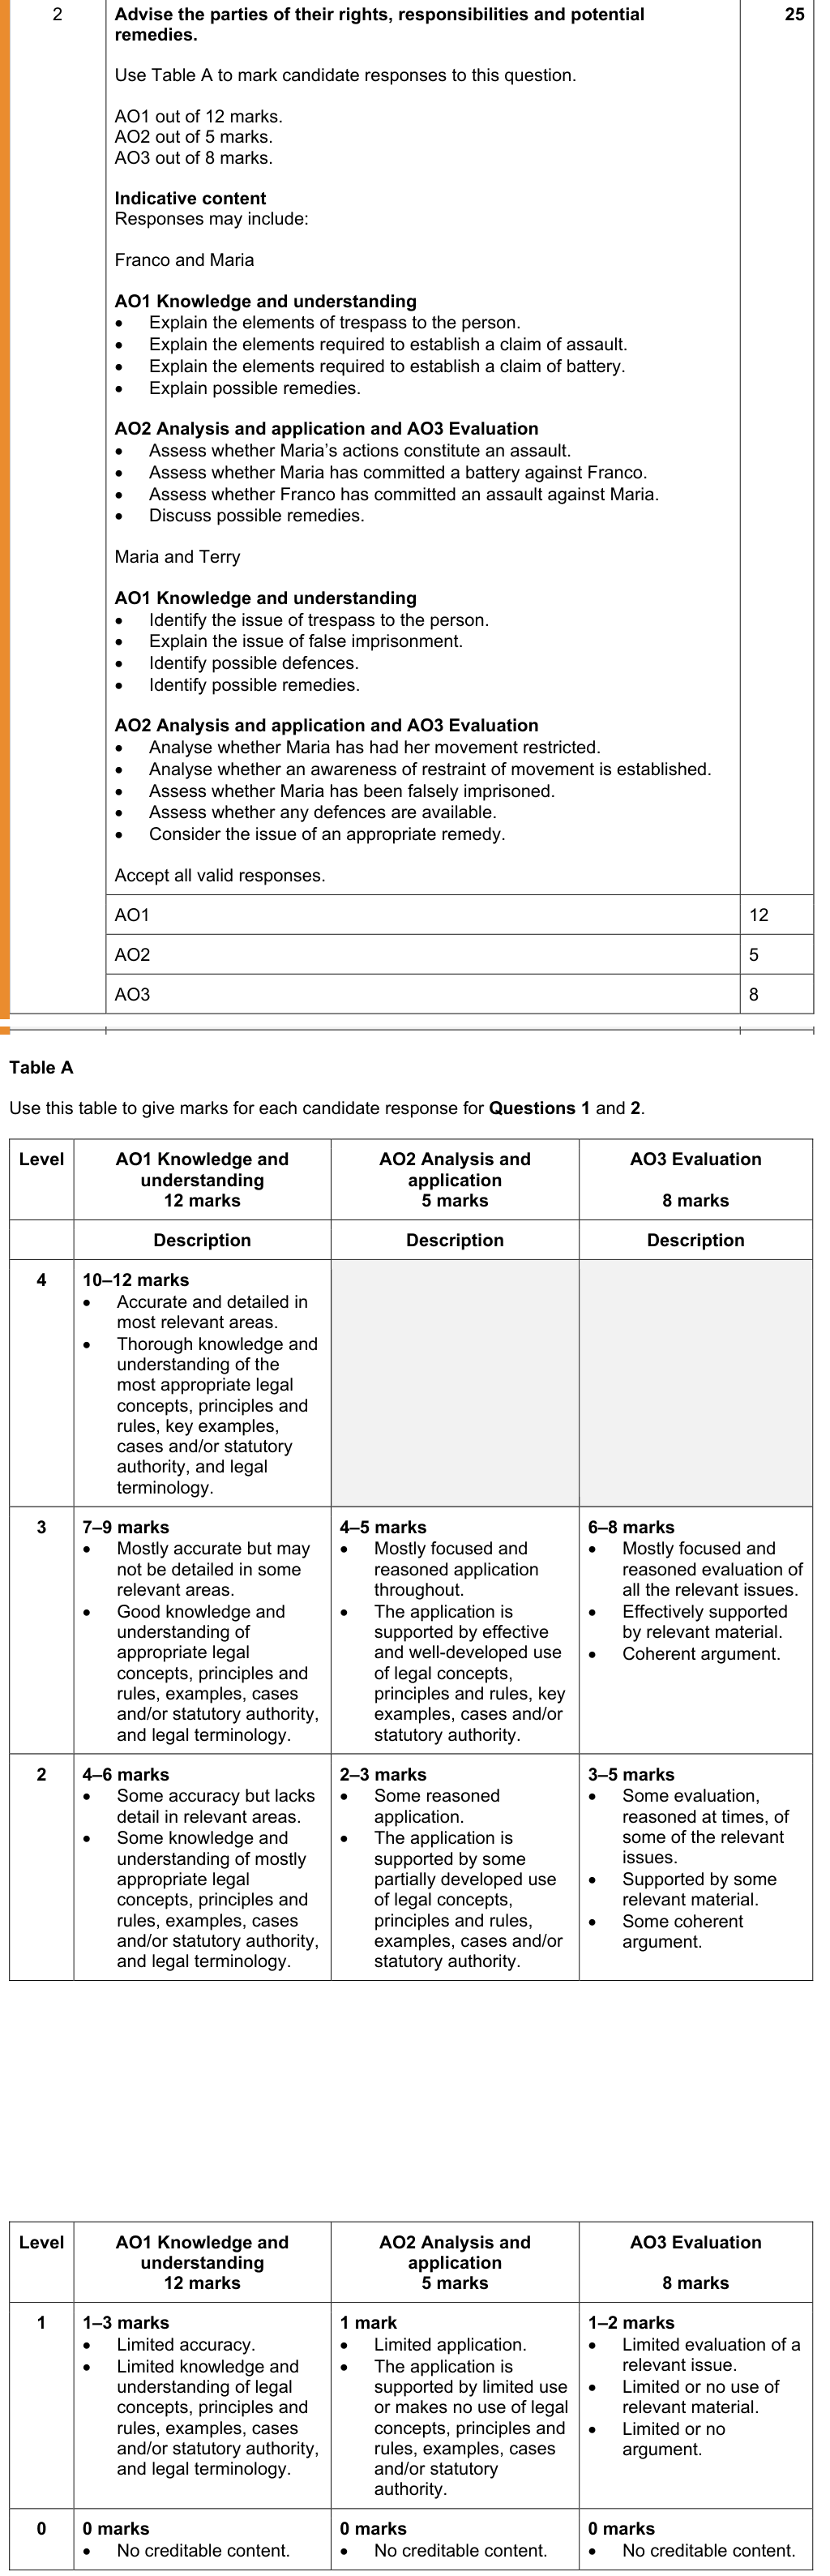 2
Advise the parties of their rights, responsibilities and potential
remedies.
25
Use Table A to mark candidate responses to this question.
AO1 out of 12 marks.
AO2 out of 5 marks.
AO3 out of 8 marks.
Indicative content
Responses may include:
Franco and Maria
AO1 Knowledge and understanding
• Explain the elements of trespass to the person.
• Explain the elements required to establish a claim of assault.
• Explain the elements required to establish a claim of battery.
• Explain possible remedies.
AO2 Analysis and application and AO3 Evaluation
• Assess whether Maria's actions constitute an assault.
• Assess whether Maria has committed a battery against Franco.
• Assess whether Franco has committed an assault against Maria.
• Discuss possible remedies.
Maria and Terry
AO1 Knowledge and understanding
• Identify the issue of trespass to the person.
• Explain the issue of false imprisonment.
• Identify possible defences.
• Identify possible remedies.
AO2 Analysis and application and AO3 Evaluation
• Analyse whether Maria has had her movement restricted.
• Analyse whether an awareness of restraint of movement is established.
• Assess whether Maria has been falsely imprisoned.
• Assess whether any defences are available.
• Consider the issue of an appropriate remedy.
Accept all valid responses.
AO1 12
AO2 5
AO3 8
Table A
Use this table to give marks for each candidate response for Questions 1 and 2.
Level
AO1 Knowledge and
understanding
12 marks
AO2 Analysis and
application
5 marks
AO3 Evaluation
8 marks
Description
Description
Description
4
10–12 marks
• Accurate and detailed in
most relevant areas.
• Thorough knowledge and
understanding of the
most appropriate legal
concepts, principles and
rules, key examples,
cases and/or statutory
authority, and legal
terminology.
3
7–9 marks
• Mostly accurate but may
not be detailed in some
relevant areas.
• Good knowledge and
understanding of
appropriate legal
concepts, principles and
rules, examples, cases
and/or statutory authority,
and legal terminology.
4–5 marks
• Mostly focused and
reasoned application
throughout.
• The application is
supported by effective
and well-developed use
of legal concepts,
principles and rules, key
examples, cases and/or
statutory authority.
6–8 marks
• Mostly focused and
reasoned evaluation of
all the relevant issues.
• Effectively supported
by relevant material.
• Coherent argument.
2
4–6 marks
• Some accuracy but lacks
detail in relevant areas.
• Some knowledge and
understanding of mostly
appropriate legal
concepts, principles and
rules, examples, cases
and/or statutory authority,
and legal terminology.
2–3 marks
• Some reasoned
application.
• The application is
supported by some
partially developed use
of legal concepts,
principles and rules,
examples, cases and/or
statutory authority.
3–5 marks
• Some evaluation,
reasoned at times, of
some of the relevant
issues.
• Supported by some
relevant material.
• Some coherent
argument.
Level
AO1 Knowledge and
understanding
12 marks
AO2 Analysis and
application
5 marks
AO3 Evaluation
8 marks
1
1–3 marks
• Limited accuracy.
• Limited knowledge and
understanding of legal
concepts, principles and
rules, examples, cases
and/or statutory authority,
and legal terminology.
1 mark
• Limited application.
• The application is
supported by limited use
or makes no use of legal
concepts, principles and
rules, examples, cases
and/or statutory
authority.
1–2 marks
• Limited evaluation of a
relevant issue.
• Limited or no use of
relevant material.
• Limited or no
argument.
0
0 marks
• No creditable content.
0 marks
• No creditable content.
0 marks
• No creditable content.